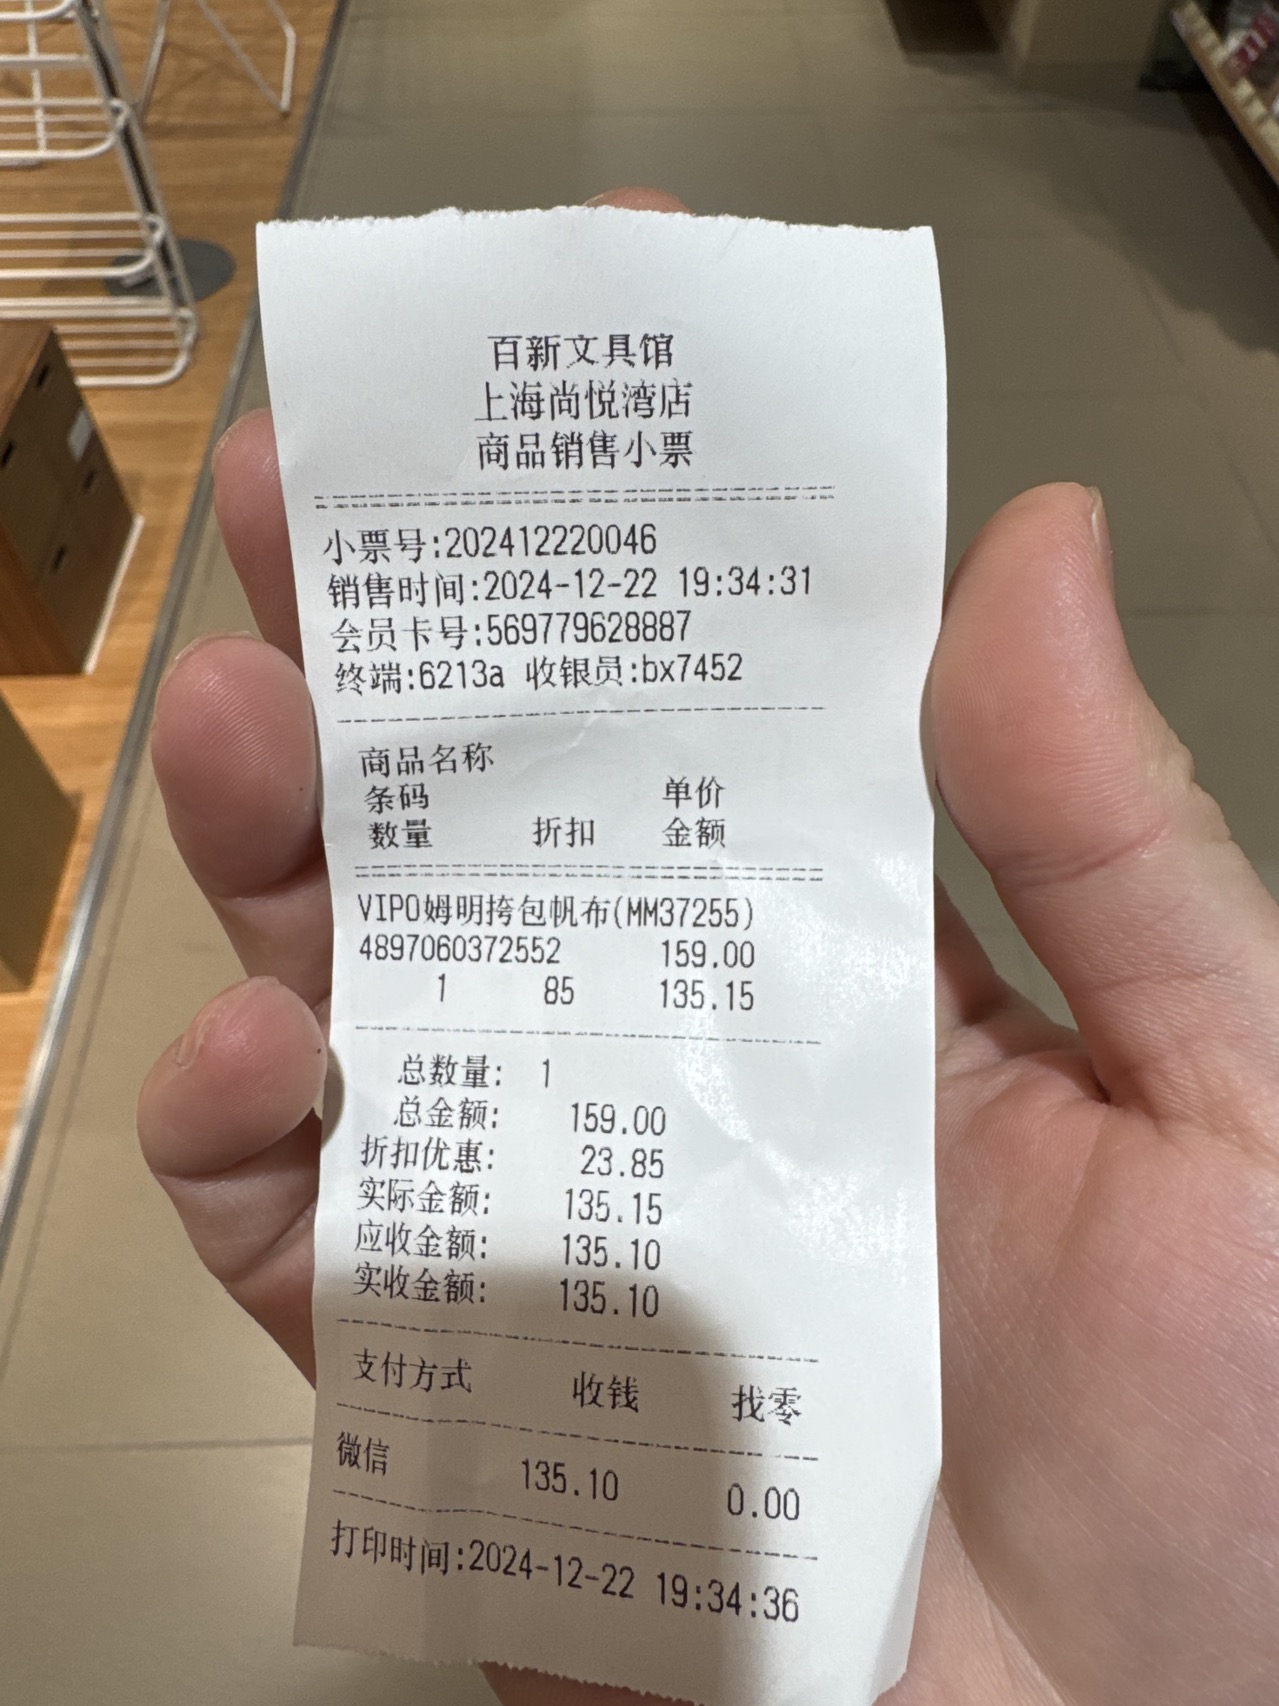 百新文具馆
上海尚悦湾店
商品销售小票
小票号:202412220046
销售时间:2024-12-22 19:34:31
会员卡号:569779628887
终端:6213a 收银员:bx7452
商品名称
条码 单价
数量 折扣 金额
VIPO姆明挎包帆布(MM37255)
4897060372552 159.00
1 85 135.15
总数量: 1
总金额: 159.00
折扣优惠: 23.85
实际金额: 135.15
应收金额: 135.10
实收金额: 135.10
支付方式 收钱 找零
微信 135.10 0.00
打印时间:2024-12-22 19:34:36